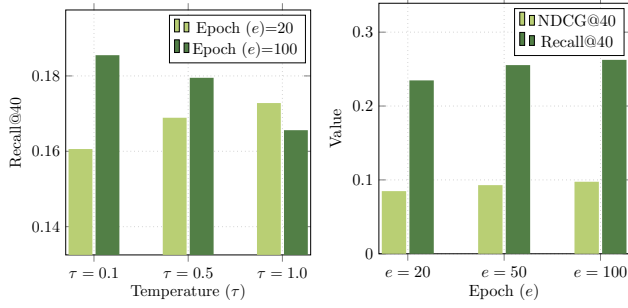 Epoch (e)=20
Epoch (e)=100
0.18
0.16
0.14
Recall@40
τ = 0.1
τ = 0.5
τ = 1.0
Temperature (τ)
NDCG@40
Recall@40
0.3
0.2
0.1
0
Value
e = 20
e = 50
e = 100
Epoch (e)